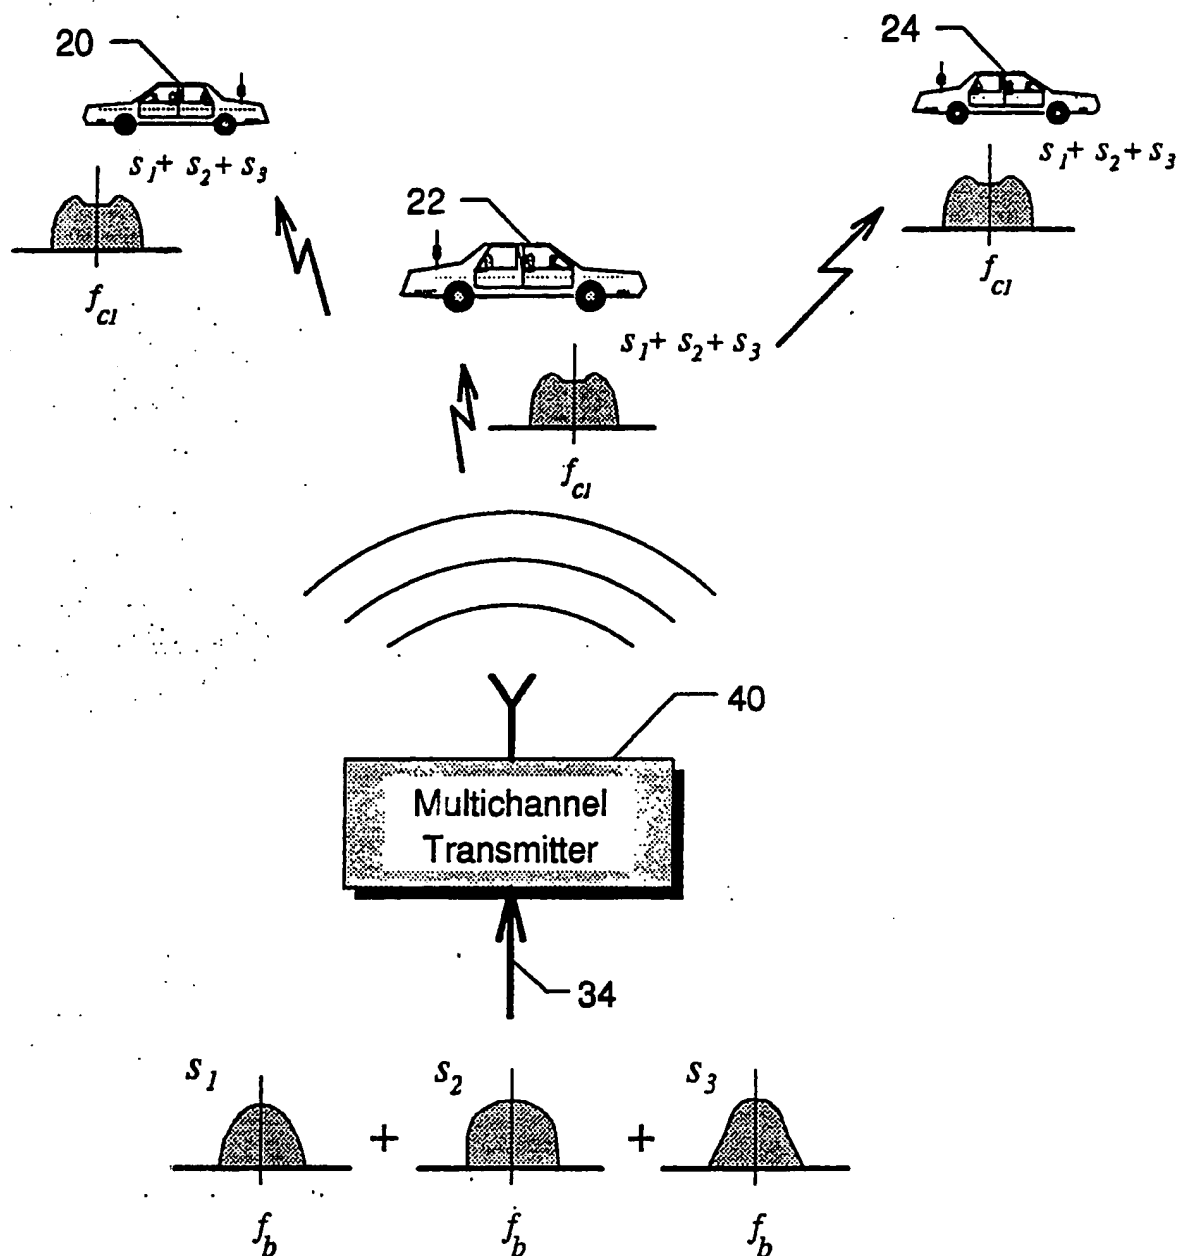 20
24
s1 + s2 + s3
s1 + s2 + s3
fc1
fc1
22
s1 + s2 + s3
fc1
40
Multichannel
Transmitter
34
s1
s2
s3
+
+
fb
fb
fb